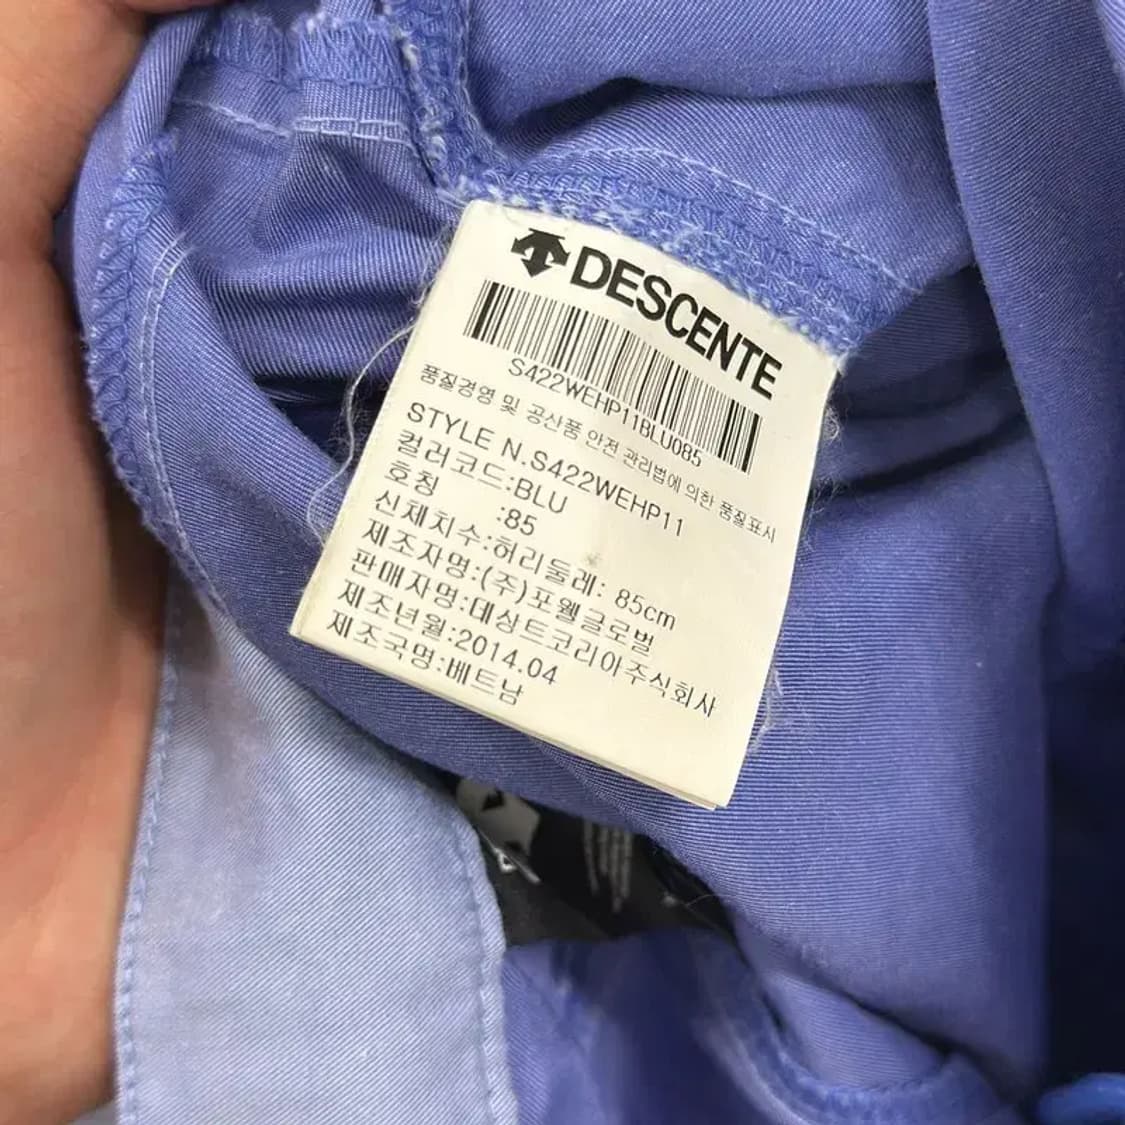 DESCENTE
S422WEHP11BLU085
품질경영 및 공산품 안전 관리법에 의한 품질표시
STYLE N.S422WEHP11
컬러코드:BLU
호칭 :85
신체치수:허리둘레: 85cm
제조자명:(주)포웰글로벌
판매자명:데상트코리아주식회사
제조년월:2014.04
제조국명:베트남